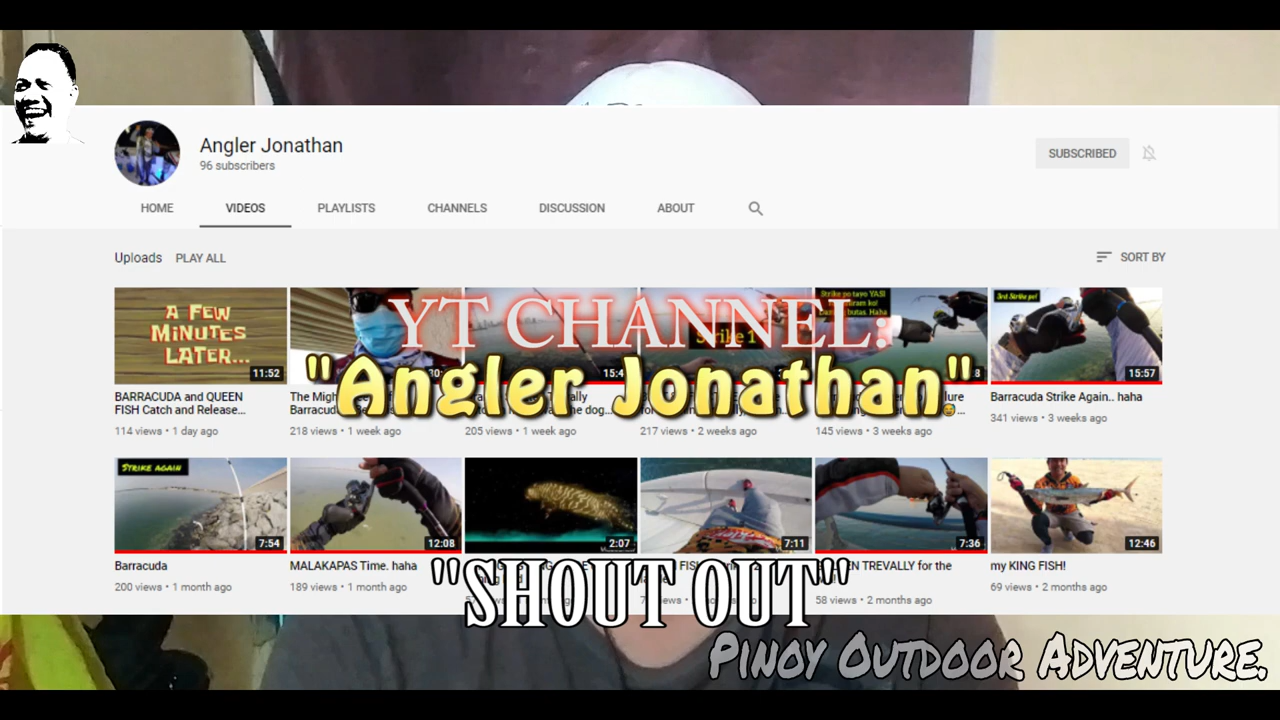 Angler Jonathan
96 subscribers
SUBSCRIBED
HOME VIDEOS PLAYLISTS CHANNELS DISCUSSION ABOUT
Uploads PLAY ALL
SORT BY
A FEW
MINUTES
LATER...
11:52
Strike 1
3rd Strike po!
15:57
YT CHANNEL:
"Angler Jonathan"
BARRACUDA and QUEEN
FISH Catch and Release...
114 views • 1 day ago
218 views • 1 week ago
205 views • 1 week ago
217 views • 2 weeks ago
145 views • 3 weeks ago
Barracuda Strike Again.. haha
341 views • 3 weeks ago
STRIKE AGAIN
7:54
12:08
2:07
7:11
7:36
12:46
Barracuda
200 views • 1 month ago
MALAKAPAS Time. haha
189 views • 1 month ago
TREVALLY for the
58 views • 2 months ago
my KING FISH!
69 views • 2 months ago
"SHOUT OUT"
PINOY OUTDOOR ADVENTURE.